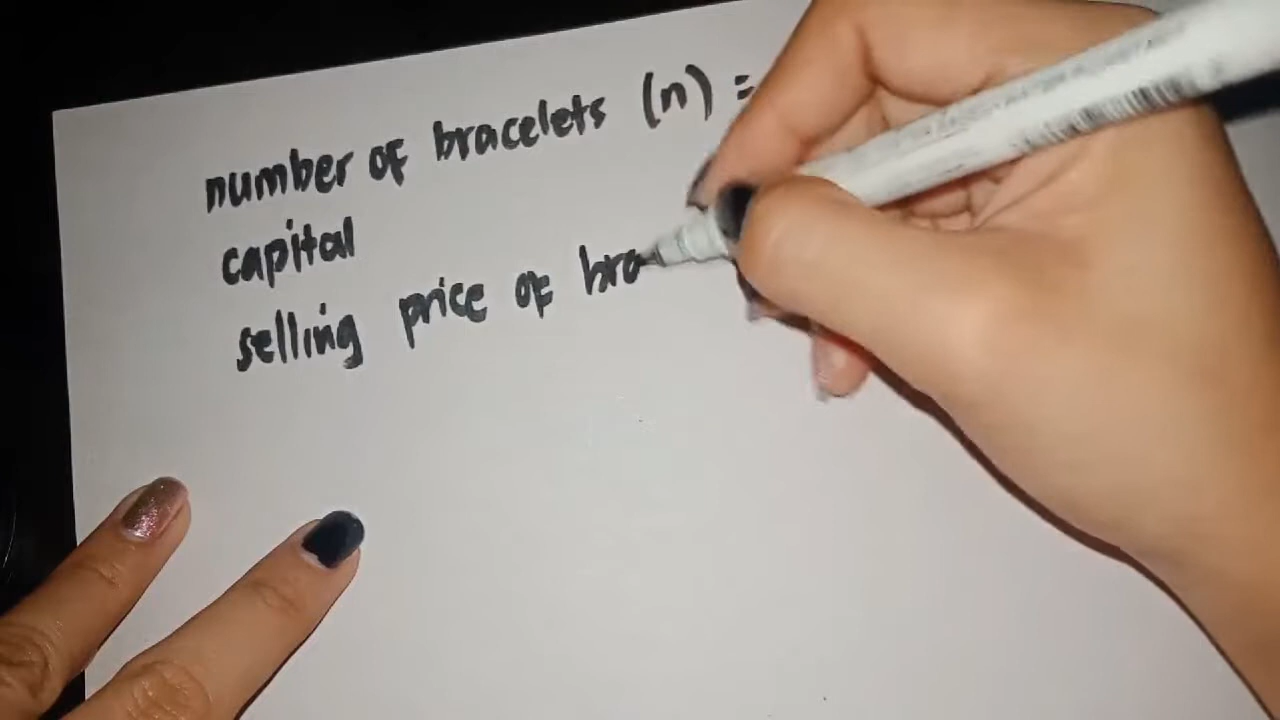 number of bracelets (n) =
capital
selling price of bra